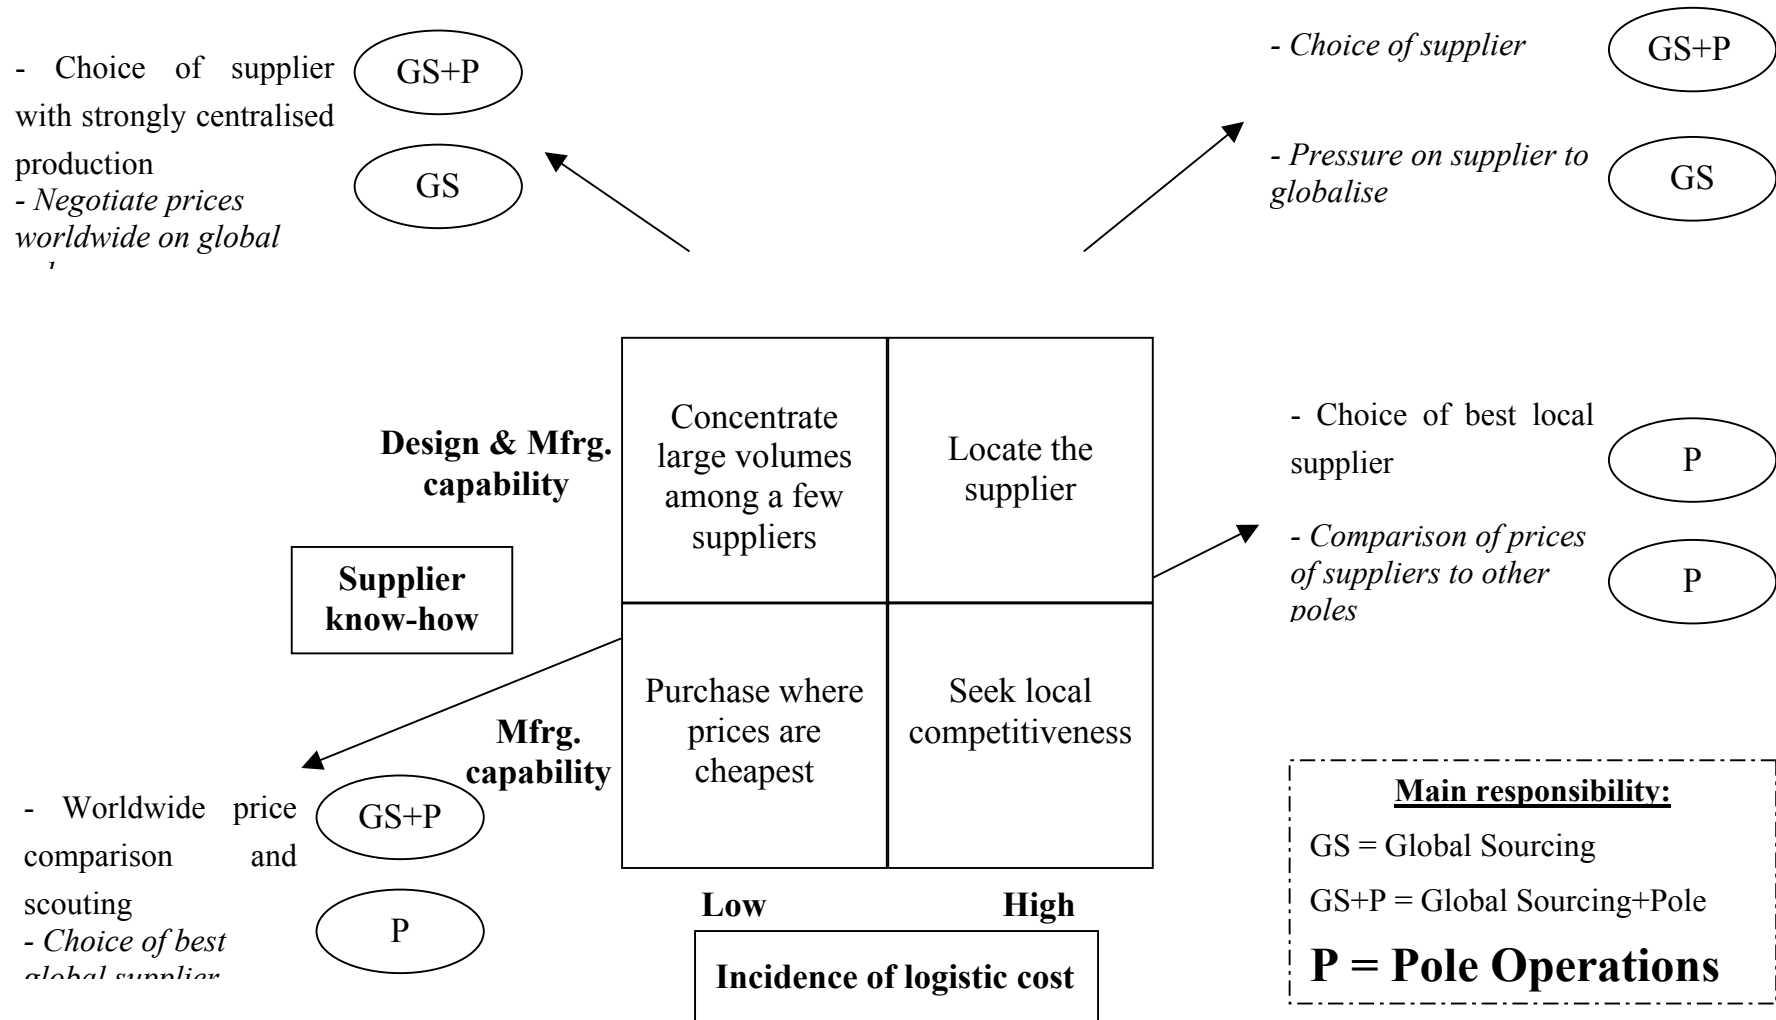 - Choice of supplier
with strongly centralised
production
- Negotiate prices
worldwide on global
GS+P
GS
- Choice of supplier
GS+P
- Pressure on supplier to
globalise
GS
Design & Mfrg.
capability
Concentrate
large volumes
among a few
suppliers
Locate the
supplier
- Choice of best local
supplier
P
- Comparison of prices
of suppliers to other
poles
P
Supplier
know-how
Mfrg.
capability
Purchase where
prices are
cheapest
Seek local
competitiveness
- Worldwide price
comparison and
scouting
- Choice of best
global supplier
GS+P
P
Low
High
Incidence of logistic cost
Main responsibility:
GS = Global Sourcing
GS+P = Global Sourcing+Pole
P = Pole Operations